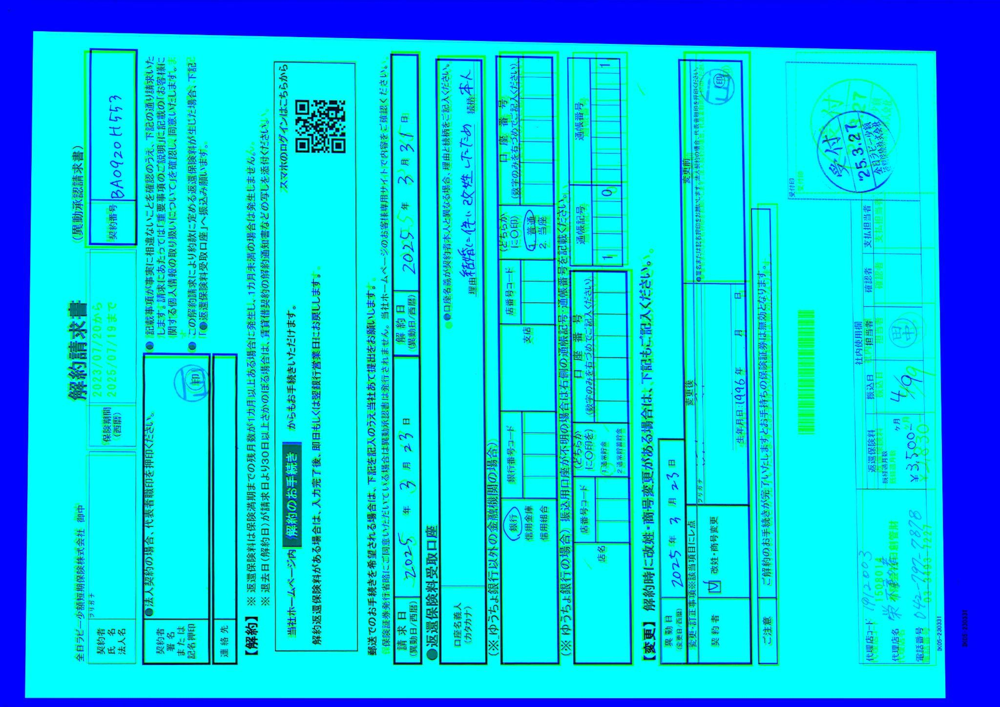 解約請求書
(異動承認請求書)
全日ラビー少額短期保険株式会社 御中
契約者
氏名
法人名
フリガナ
保険期間
(西暦)
2023/07/20から
2025/07/19まで
契約番号
BA0920H553
契約者
署名
または
記名押印
●法人契約の場合、代表者職印を押印ください。
印
連絡先
● 記載事項が事実に相違ないことを確認のうえ、下記の通り請求いた
します。請求にあたっては「重要事項のご説明」に記載の「お客様に
関する個人情報の取り扱いについて」を確認し、同意いたします。
● この解約請求により約款に定める返還保険料が生じた場合、下記
「●返還保険料受取口座」へ振込み願います。
【解約】
※ 返還保険料は保険満期までの残月数が1カ月以上ある場合に発生し、1カ月未満の場合は発生しません。
※ 退去日(解約日)が請求日より30日以上さかのぼる場合は、賃貸借契約の解約通知書などの写しを添付ください。
当社ホームページ内 解約のお手続き からもお手続きいただけます。
スマホのログインはこちらから
解約返還保険料がある場合は、入力完了後、即日もしくは翌銀行営業日にお戻しします。
郵送でのお手続きを希望される場合は、下記を記入のうえ当社あて提出をお願いします。
保険証券発行省略にご同意いただいている場合は異動承認書は発行されません。当社ホームページのお客様専用サイトで内容をご確認ください。
請求日
(異動日/西暦)
2025 年 3 月 23 日
解約日
(異動日/西暦)
2025 年 3 月 31 日
●返還保険料受取口座
口座名義人
(カタカナ)
●口座名義が契約者本人と異なる場合、理由と続柄をご記入ください。
理由 結婚に伴い改姓したため 続柄 本人
(※ ゆうちょ銀行以外の金融機関の場合)
銀行
信用金庫
信用組合
銀行番号コード
支店
店番号コード
(どちらかに○印)
1. 普通
2. 当座
口座番号
(数字のみを右づめでご記入ください)
(※ ゆうちょ銀行の場合) 振込用口座が不明の場合は右側の通帳記号・通帳番号を記載ください。
店名
店番号コード
(どちらかに○印を)
1 通常貯金
2 通常貯蓄貯金
口座番号
(数字のみを右づめでご記入ください)
通帳記号
1 0
通帳番号
1
【変更】 解約時に改姓・商号変更がある場合は、下記もご記入ください。
異動日
(変更日/西暦)
2025 年 3 月 23 日
変更・訂正事項※該当項目にレ点
変更後
変更前
契約者
改姓・商号変更
フリガナ
生年月日: 1996 年 月 日
●署名または記名押印をお願いします。法人契約の場合、代表者職印を押印ください。
印
ご注意
ご解約のお手続きが完了いたしますとお手持ちの保険証券は無効となります。
受付印
受付
'25.3.27
全日ラビー少額
短期保険株式会社
社内使用欄
代理店コード 19120003
代理店名
電話番号 042-797-7878
03-3493-7227
返還保険料
既経過月数
ヶ月
¥3,500-
振込日
担当者
確認者
支払担当者
DK05-230331